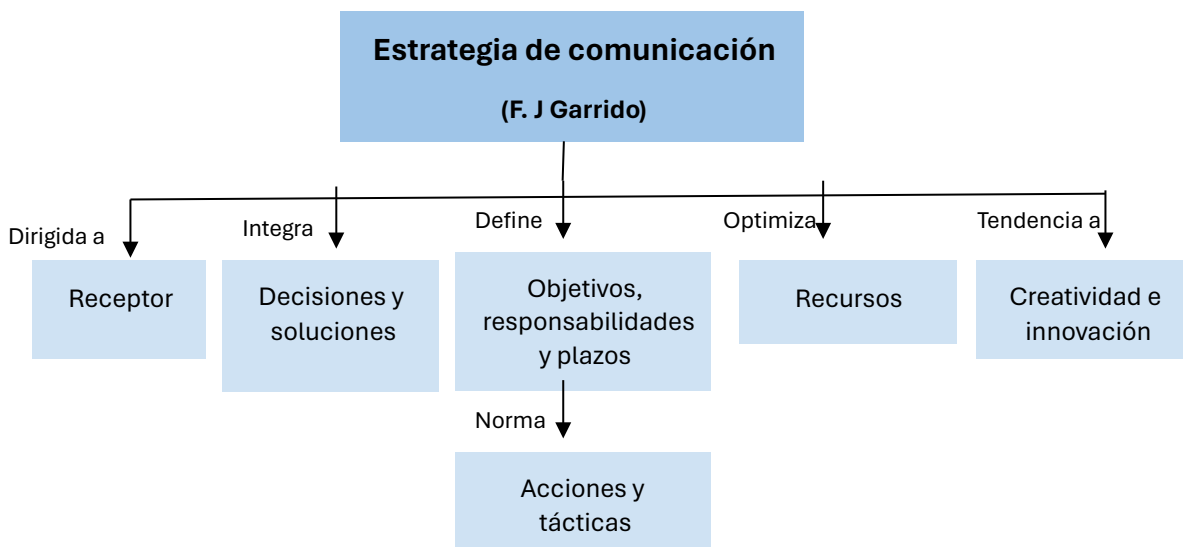 Estrategia de comunicación
(F. J Garrido)
Dirigida a
Integra
Define
Optimiza
Tendencia a
Receptor
Decisiones y
soluciones
Objetivos,
responsabilidades
y plazos
Recursos
Creatividad e
innovación
Norma
Acciones y
tácticas